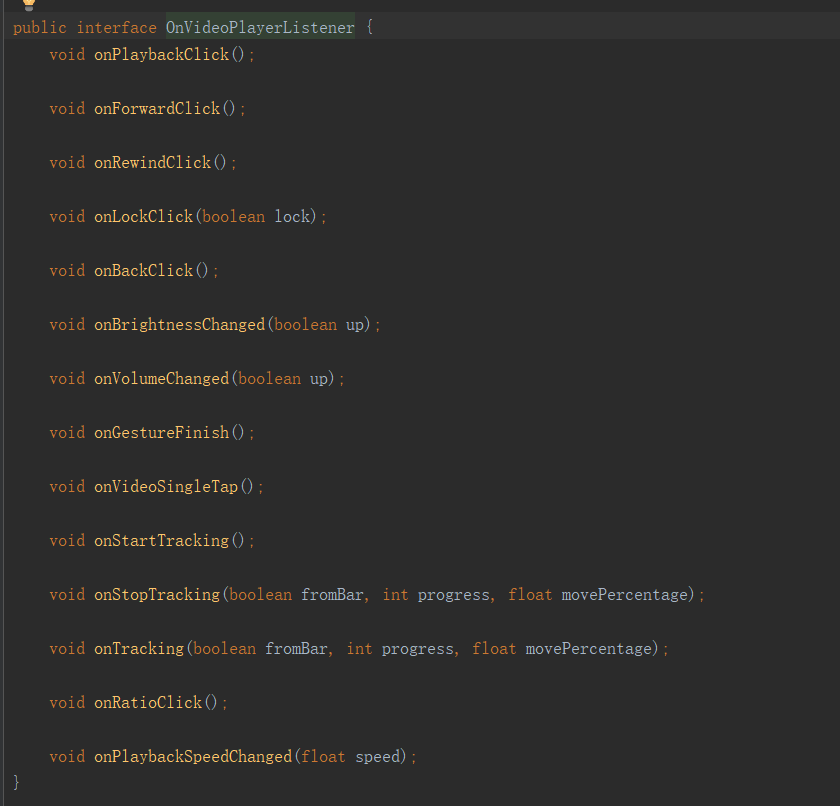 public interface OnVideoPlayerListener {
void onPlaybackClick();
void onForwardClick();
void onRewindClick();
void onLockClick(boolean lock);
void onBackClick();
void onBrightnessChanged(boolean up);
void onVolumeChanged(boolean up);
void onGestureFinish();
void onVideoSingleTap();
void onStartTracking();
void onStopTracking(boolean fromBar, int progress, float movePercentage);
void onTracking(boolean fromBar, int progress, float movePercentage);
void onRatioClick();
void onPlaybackSpeedChanged(float speed);
}